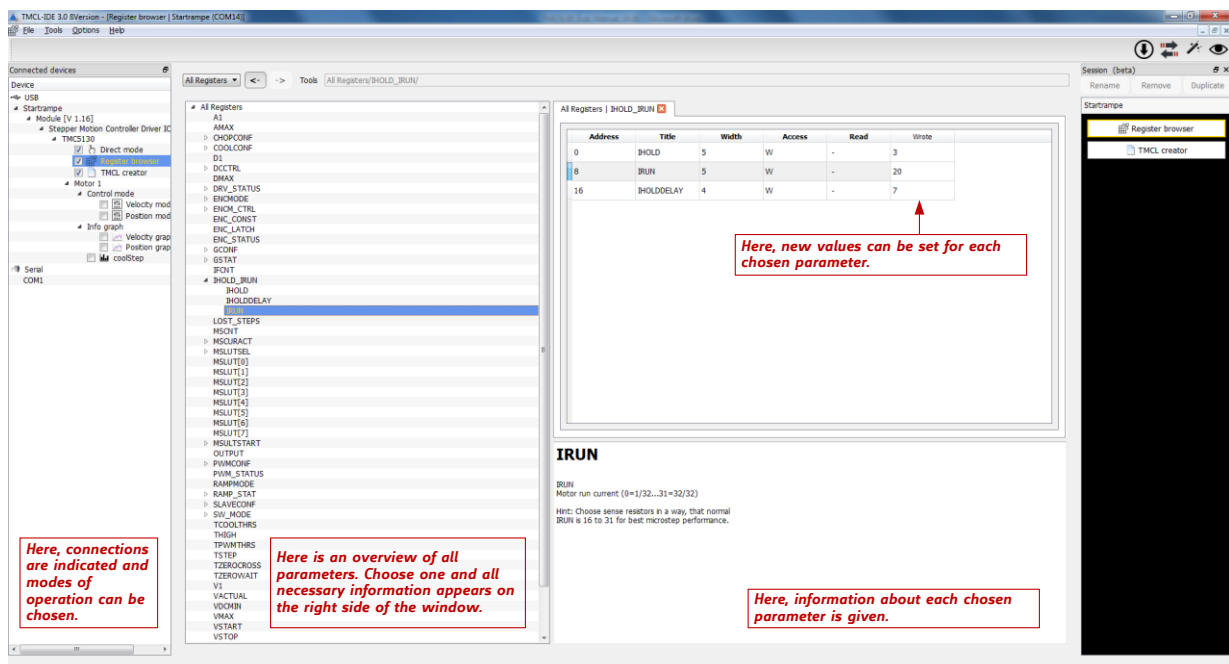 TMCL-IDE 3.0 BVersion - [Register browser | Startrampe (COM14)]
File Tools Options Help
Connected devices
Device
USB
Startrampe
Module [V 1.16]
Stepper Motion Controller Driver IC
TMC5130
Direct mode
Register browser
TMCL creator
Motor 1
Control mode
Velocity mod
Postion mod
Info graph
Velocity grap
Position grap
coolStep
Serial
COM1
Here, connections
are indicated and
modes of
operation can be
chosen.
All Registers <- -> Tools All Registers/IHOLD_IRUN/
All Registers
A1
AMAX
CHOPCONF
COOLCONF
D1
DCCTRL
DMAX
DRV_STATUS
ENCMODE
ENCM_CTRL
ENC_CONST
ENC_LATCH
ENC_STATUS
GCONF
GSTAT
IFCNT
IHOLD_IRUN
IHOLD
IHOLDDELAY
IRUN
LOST_STEPS
MSCNT
MSCURACT
MSLUTSEL
MSLUT[0]
MSLUT[1]
MSLUT[2]
MSLUT[3]
MSLUT[4]
MSLUT[5]
MSLUT[6]
MSLUT[7]
MSULTSTART
OUTPUT
PWMCONF
PWM_STATUS
RAMPMODE
RAMP_STAT
SLAVECONF
SW_MODE
TCOOLTHRS
THIGH
TPWMTHRS
TSTEP
TZEROCROSS
TZEROWAIT
V1
VACTUAL
VDCMIN
VMAX
VSTART
VSTOP
Here is an overview of all
parameters. Choose one and all
necessary information appears on
the right side of the window.
All Registers | IHOLD_IRUN
Address Title Width Access Read Wrote
0 IHOLD 5 W - 3
8 IRUN 5 W - 20
16 IHOLDDELAY 4 W - 7
Here, new values can be set for each
chosen parameter.
IRUN
IRUN
Motor run current (0=1/32...31=32/32)
Hint: Choose sense resistors in a way, that normal
IRUN is 16 to 31 for best microstep performance.
Here, information about each chosen
parameter is given.
Session (beta)
Rename Remove Duplicate
Startrampe
Register browser
TMCL creator